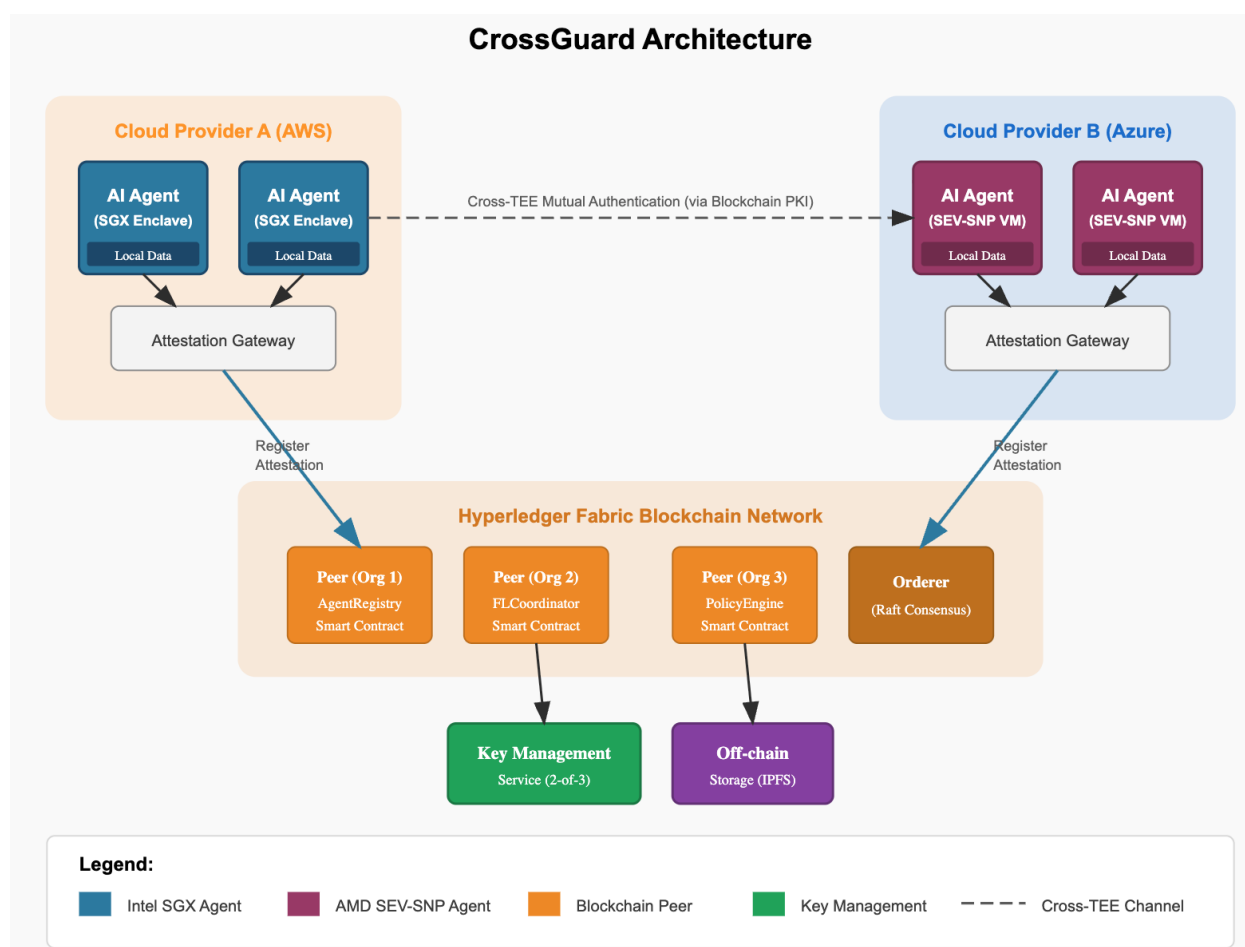 CrossGuard Architecture
Cloud Provider A (AWS)
AI Agent
(SGX Enclave)
Local Data
AI Agent
(SGX Enclave)
Local Data
Attestation Gateway
Cross-TEE Mutual Authentication (via Blockchain PKI)
Cloud Provider B (Azure)
AI Agent
(SEV-SNP VM)
Local Data
AI Agent
(SEV-SNP VM)
Local Data
Attestation Gateway
Register
Attestation
Register
Attestation
Hyperledger Fabric Blockchain Network
Peer (Org 1)
AgentRegistry
Smart Contract
Peer (Org 2)
FLCoordinator
Smart Contract
Peer (Org 3)
PolicyEngine
Smart Contract
Orderer
(Raft Consensus)
Key Management
Service (2-of-3)
Off-chain
Storage (IPFS)
Legend:
Intel SGX Agent
AMD SEV-SNP Agent
Blockchain Peer
Key Management
Cross-TEE Channel